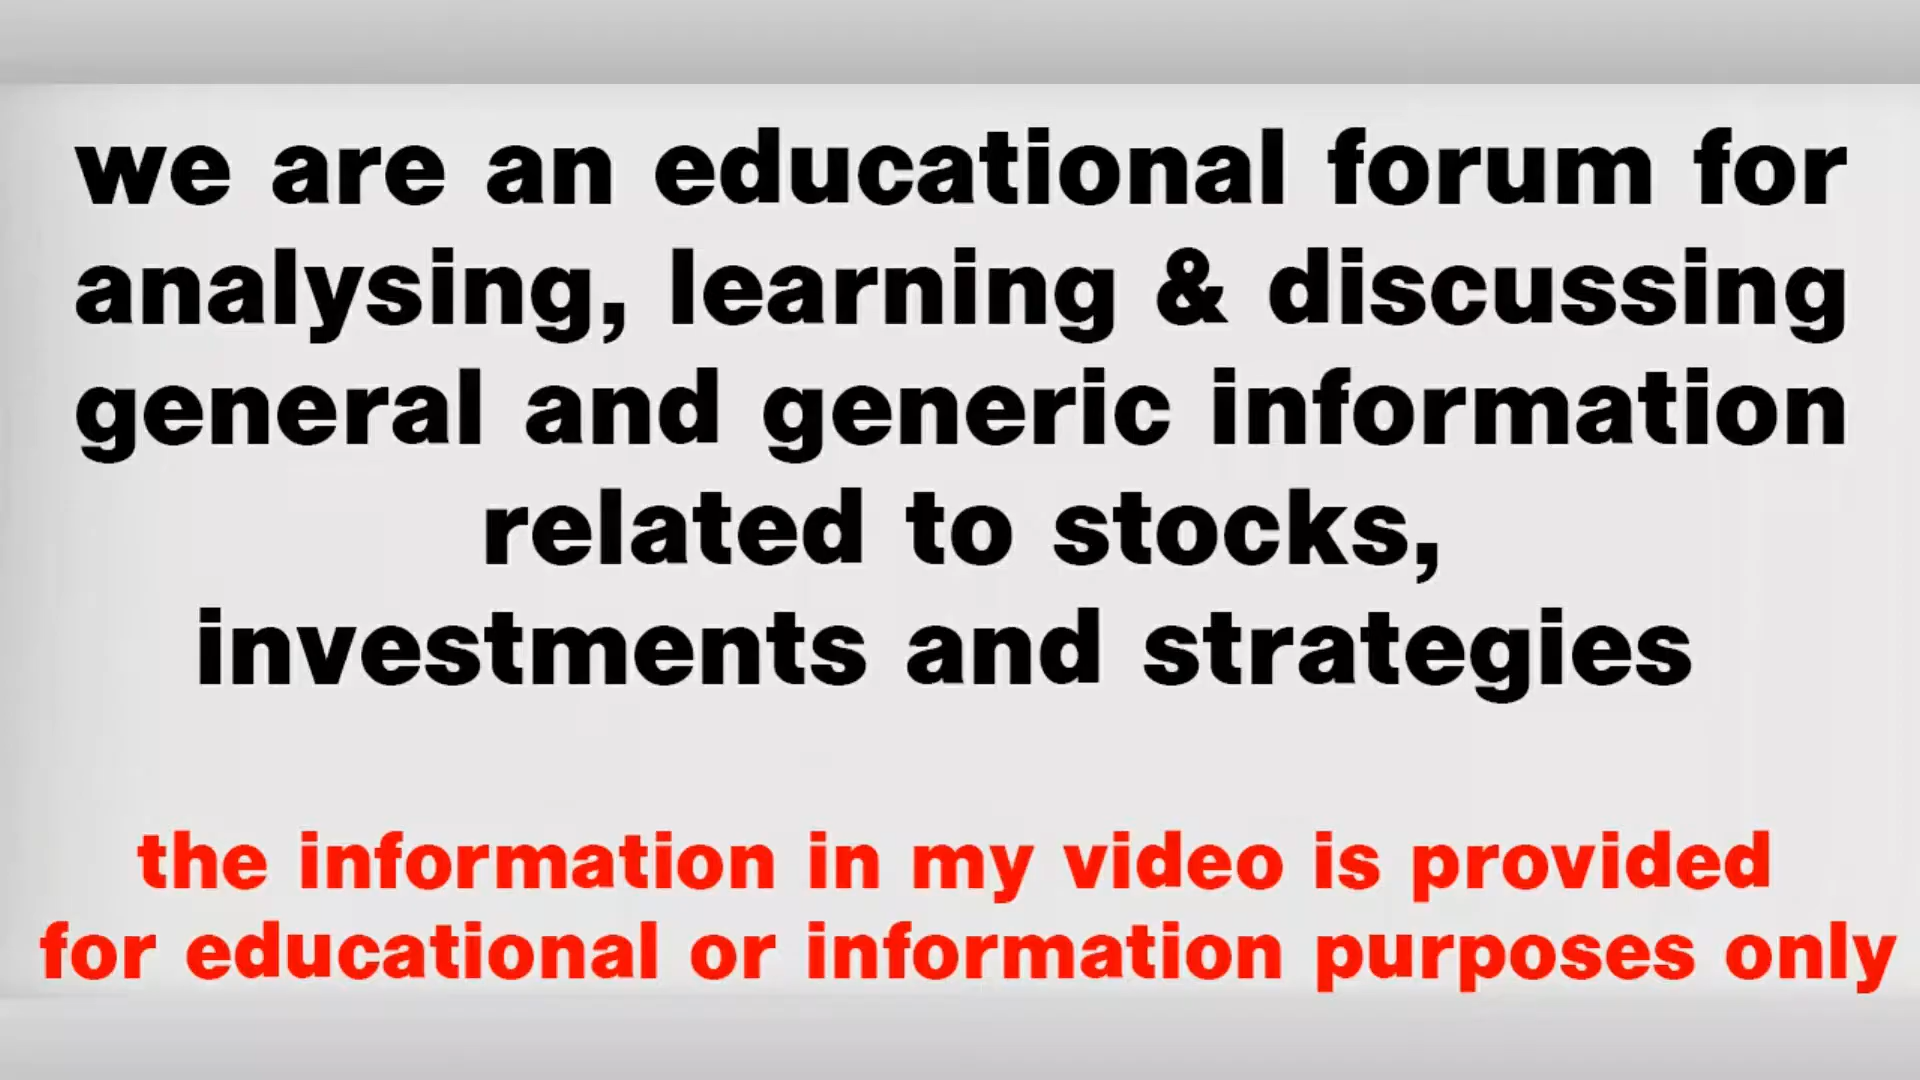 we are an educational forum for
analysing, learning & discussing
general and generic information
related to stocks,
investments and strategies
the information in my video is provided
for educational or information purposes only